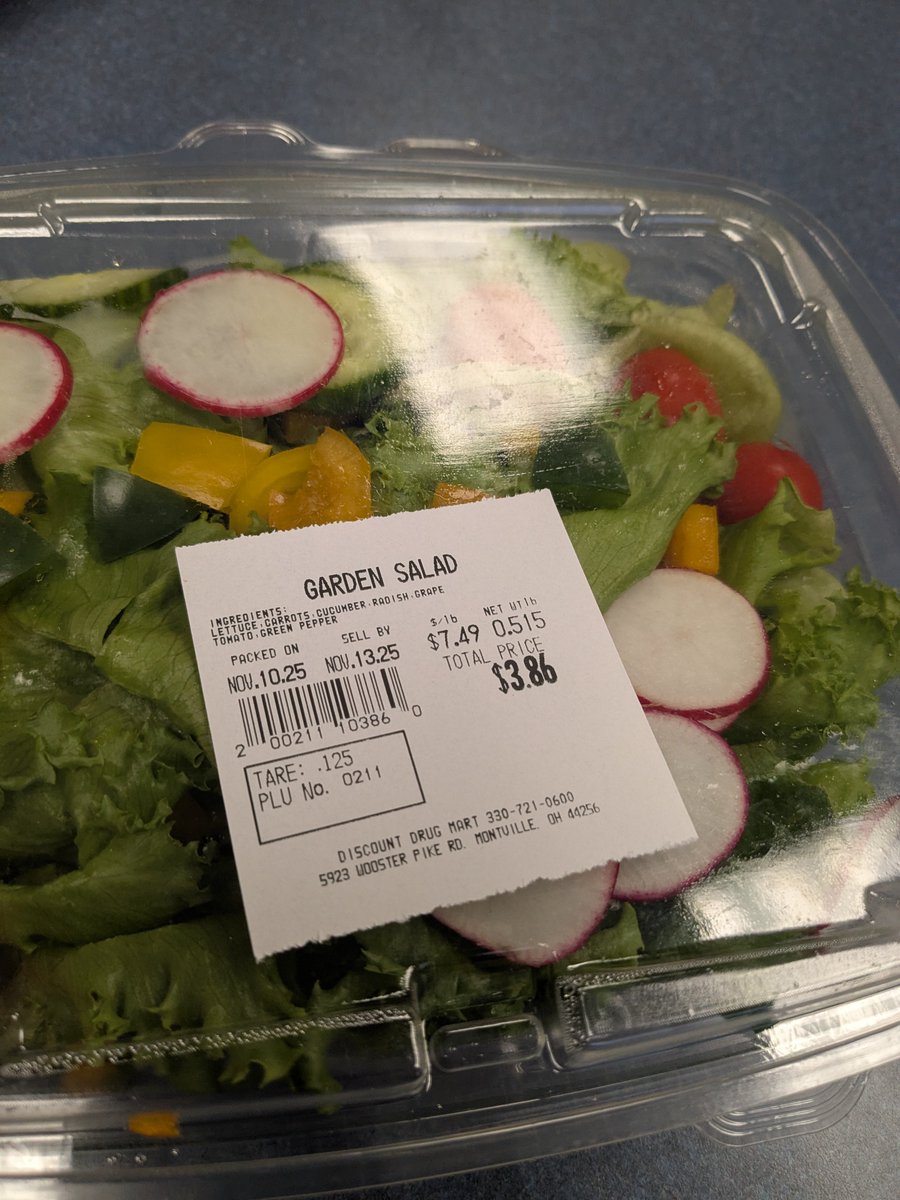 GARDEN SALAD
INGREDIENTS:
LETTUCE,CARROTS,CUCUMBER,RADISH,GRAPE
TOMATO,GREEN PEPPER
PACKED ON SELL BY $/lb NET WTlb
NOV.10.25 NOV.13.25 $7.49 0.515
TOTAL PRICE
$3.86
2 00211 10386 0
TARE: .125
PLU No. 0211
DISCOUNT DRUG MART 330-721-0600
5923 WOOSTER PIKE RD. MONTVILLE. OH 44256